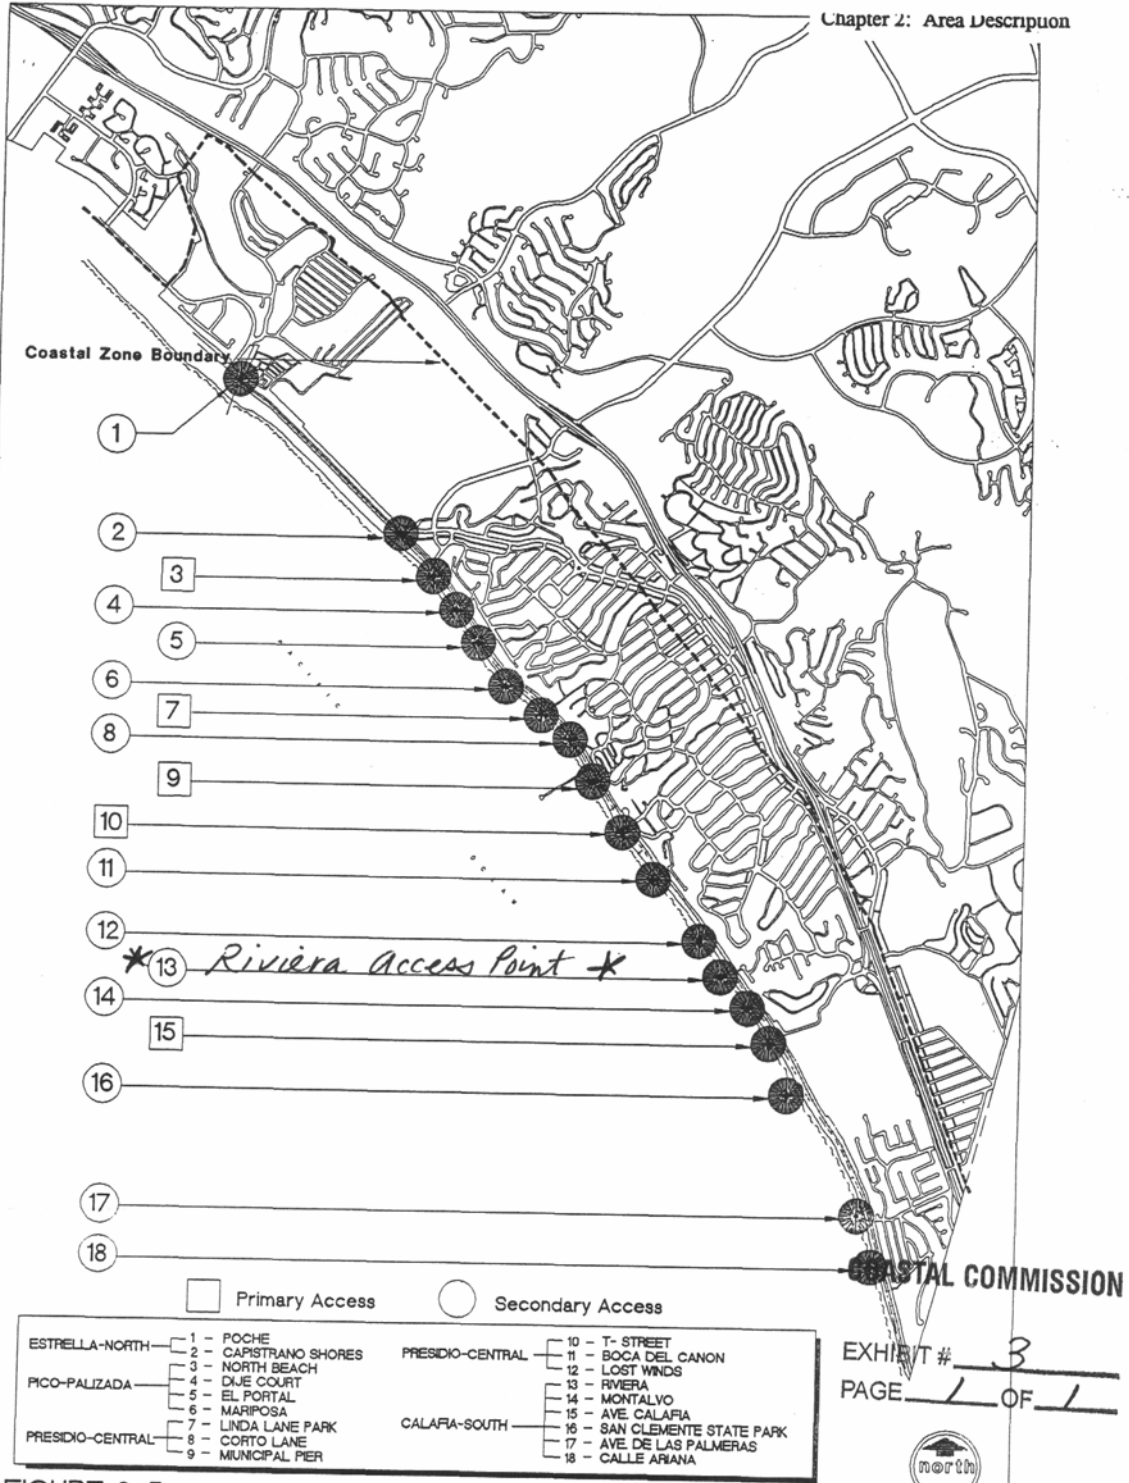 Chapter 2: Area Description
Coastal Zone Boundary
1
2
3
4
5
6
7
8
9
10
11
12
* 13 Riviera Access Point *
14
15
16
17
18
PACIFIC
OCEAN
COASTAL COMMISSION
Primary Access
Secondary Access
ESTRELLA-NORTH
1 - POCHE
2 - CAPISTRANO SHORES
PICO-PALIZADA
3 - NORTH BEACH
4 - DIJE COURT
5 - EL PORTAL
6 - MARIPOSA
PRESIDIO-CENTRAL
7 - LINDA LANE PARK
8 - CORTO LANE
9 - MUNICIPAL PIER
PRESIDIO-CENTRAL
10 - T- STREET
11 - BOCA DEL CANON
12 - LOST WINDS
CALAFIA-SOUTH
13 - RIVIERA
14 - MONTALVO
15 - AVE. CALAFIA
16 - SAN CLEMENTE STATE PARK
17 - AVE. DE LAS PALMERAS
18 - CALLE ARIANA
EXHIBIT # 3
PAGE 1 OF 1
north